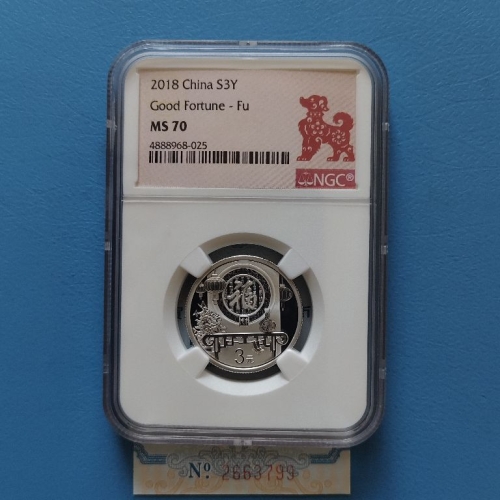 2018 China S3Y
Good Fortune - Fu
MS 70
4888968-025
NGC®
福
3元
Nº 2663799